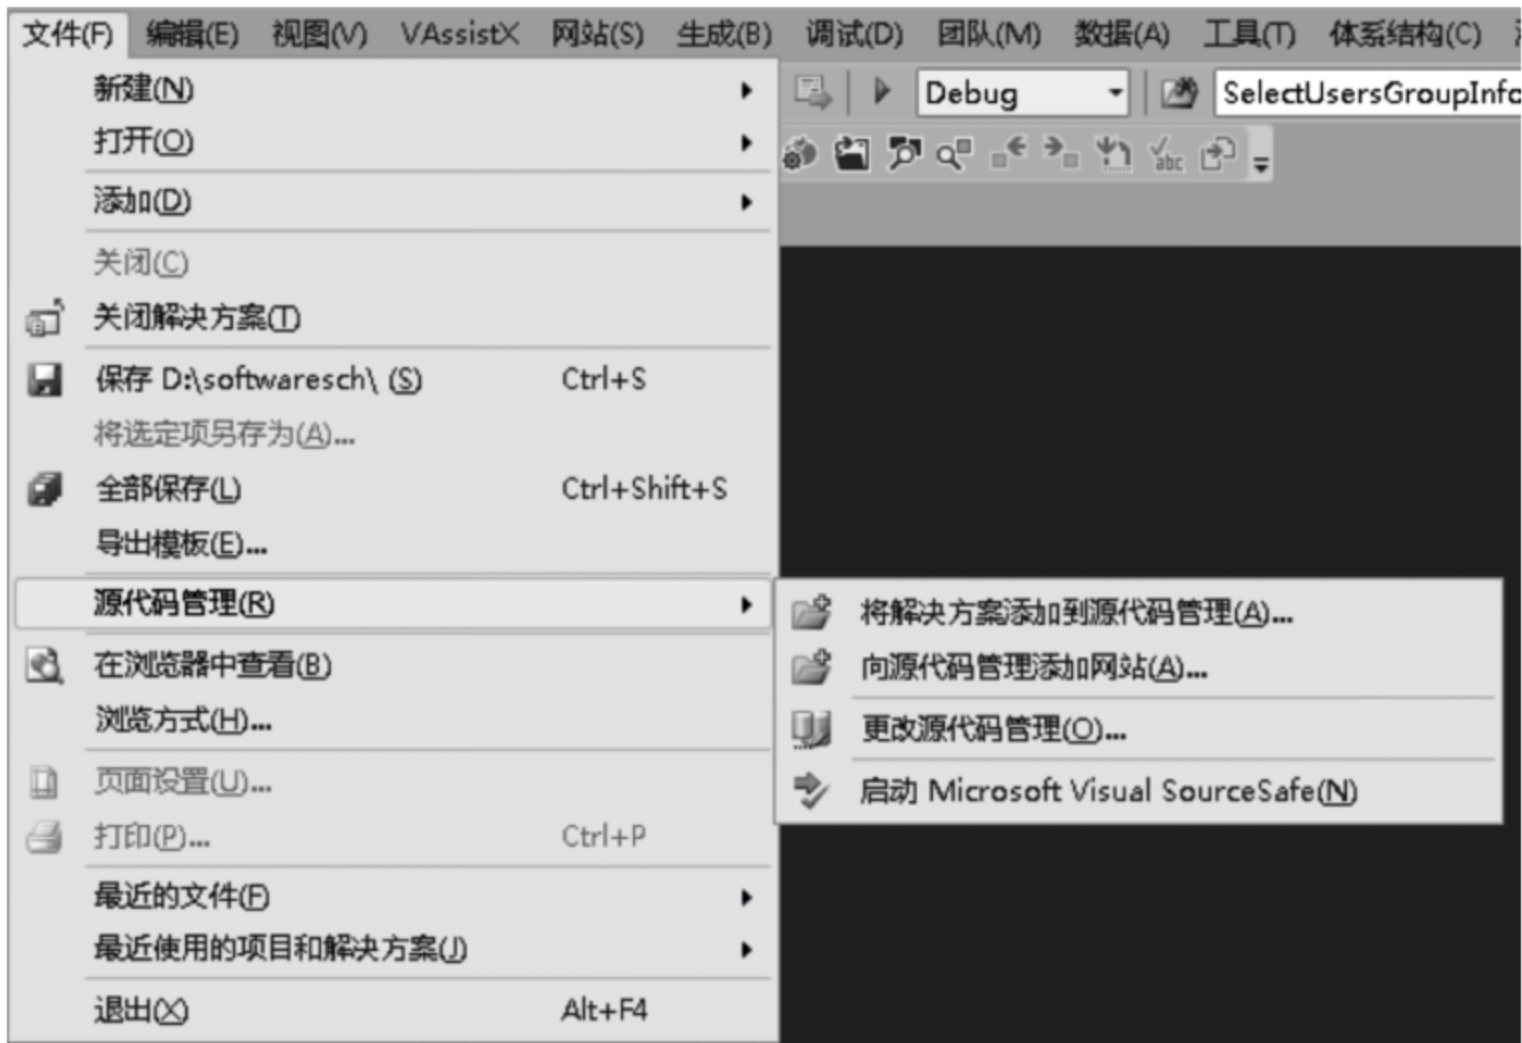 文件(F) 编辑(E) 视图(V) VAssistX 网站(S) 生成(B) 调试(D) 团队(M) 数据(A) 工具(T) 体系结构(C)
新建(N)
Debug
SelectUsersGroupInfo
打开(O)
添加(D)
关闭(C)
关闭解决方案(T)
保存 D:\softwaresch\ (S) Ctrl+S
将选定项另存为(A)...
全部保存(L) Ctrl+Shift+S
导出模板(E)...
源代码管理(R)
将解决方案添加到源代码管理(A)...
向源代码管理添加网站(A)...
更改源代码管理(O)...
启动 Microsoft Visual SourceSafe(N)
在浏览器中查看(B)
浏览方式(H)...
页面设置(U)...
打印(P)... Ctrl+P
最近的文件(F)
最近使用的项目和解决方案(J)
退出(X) Alt+F4